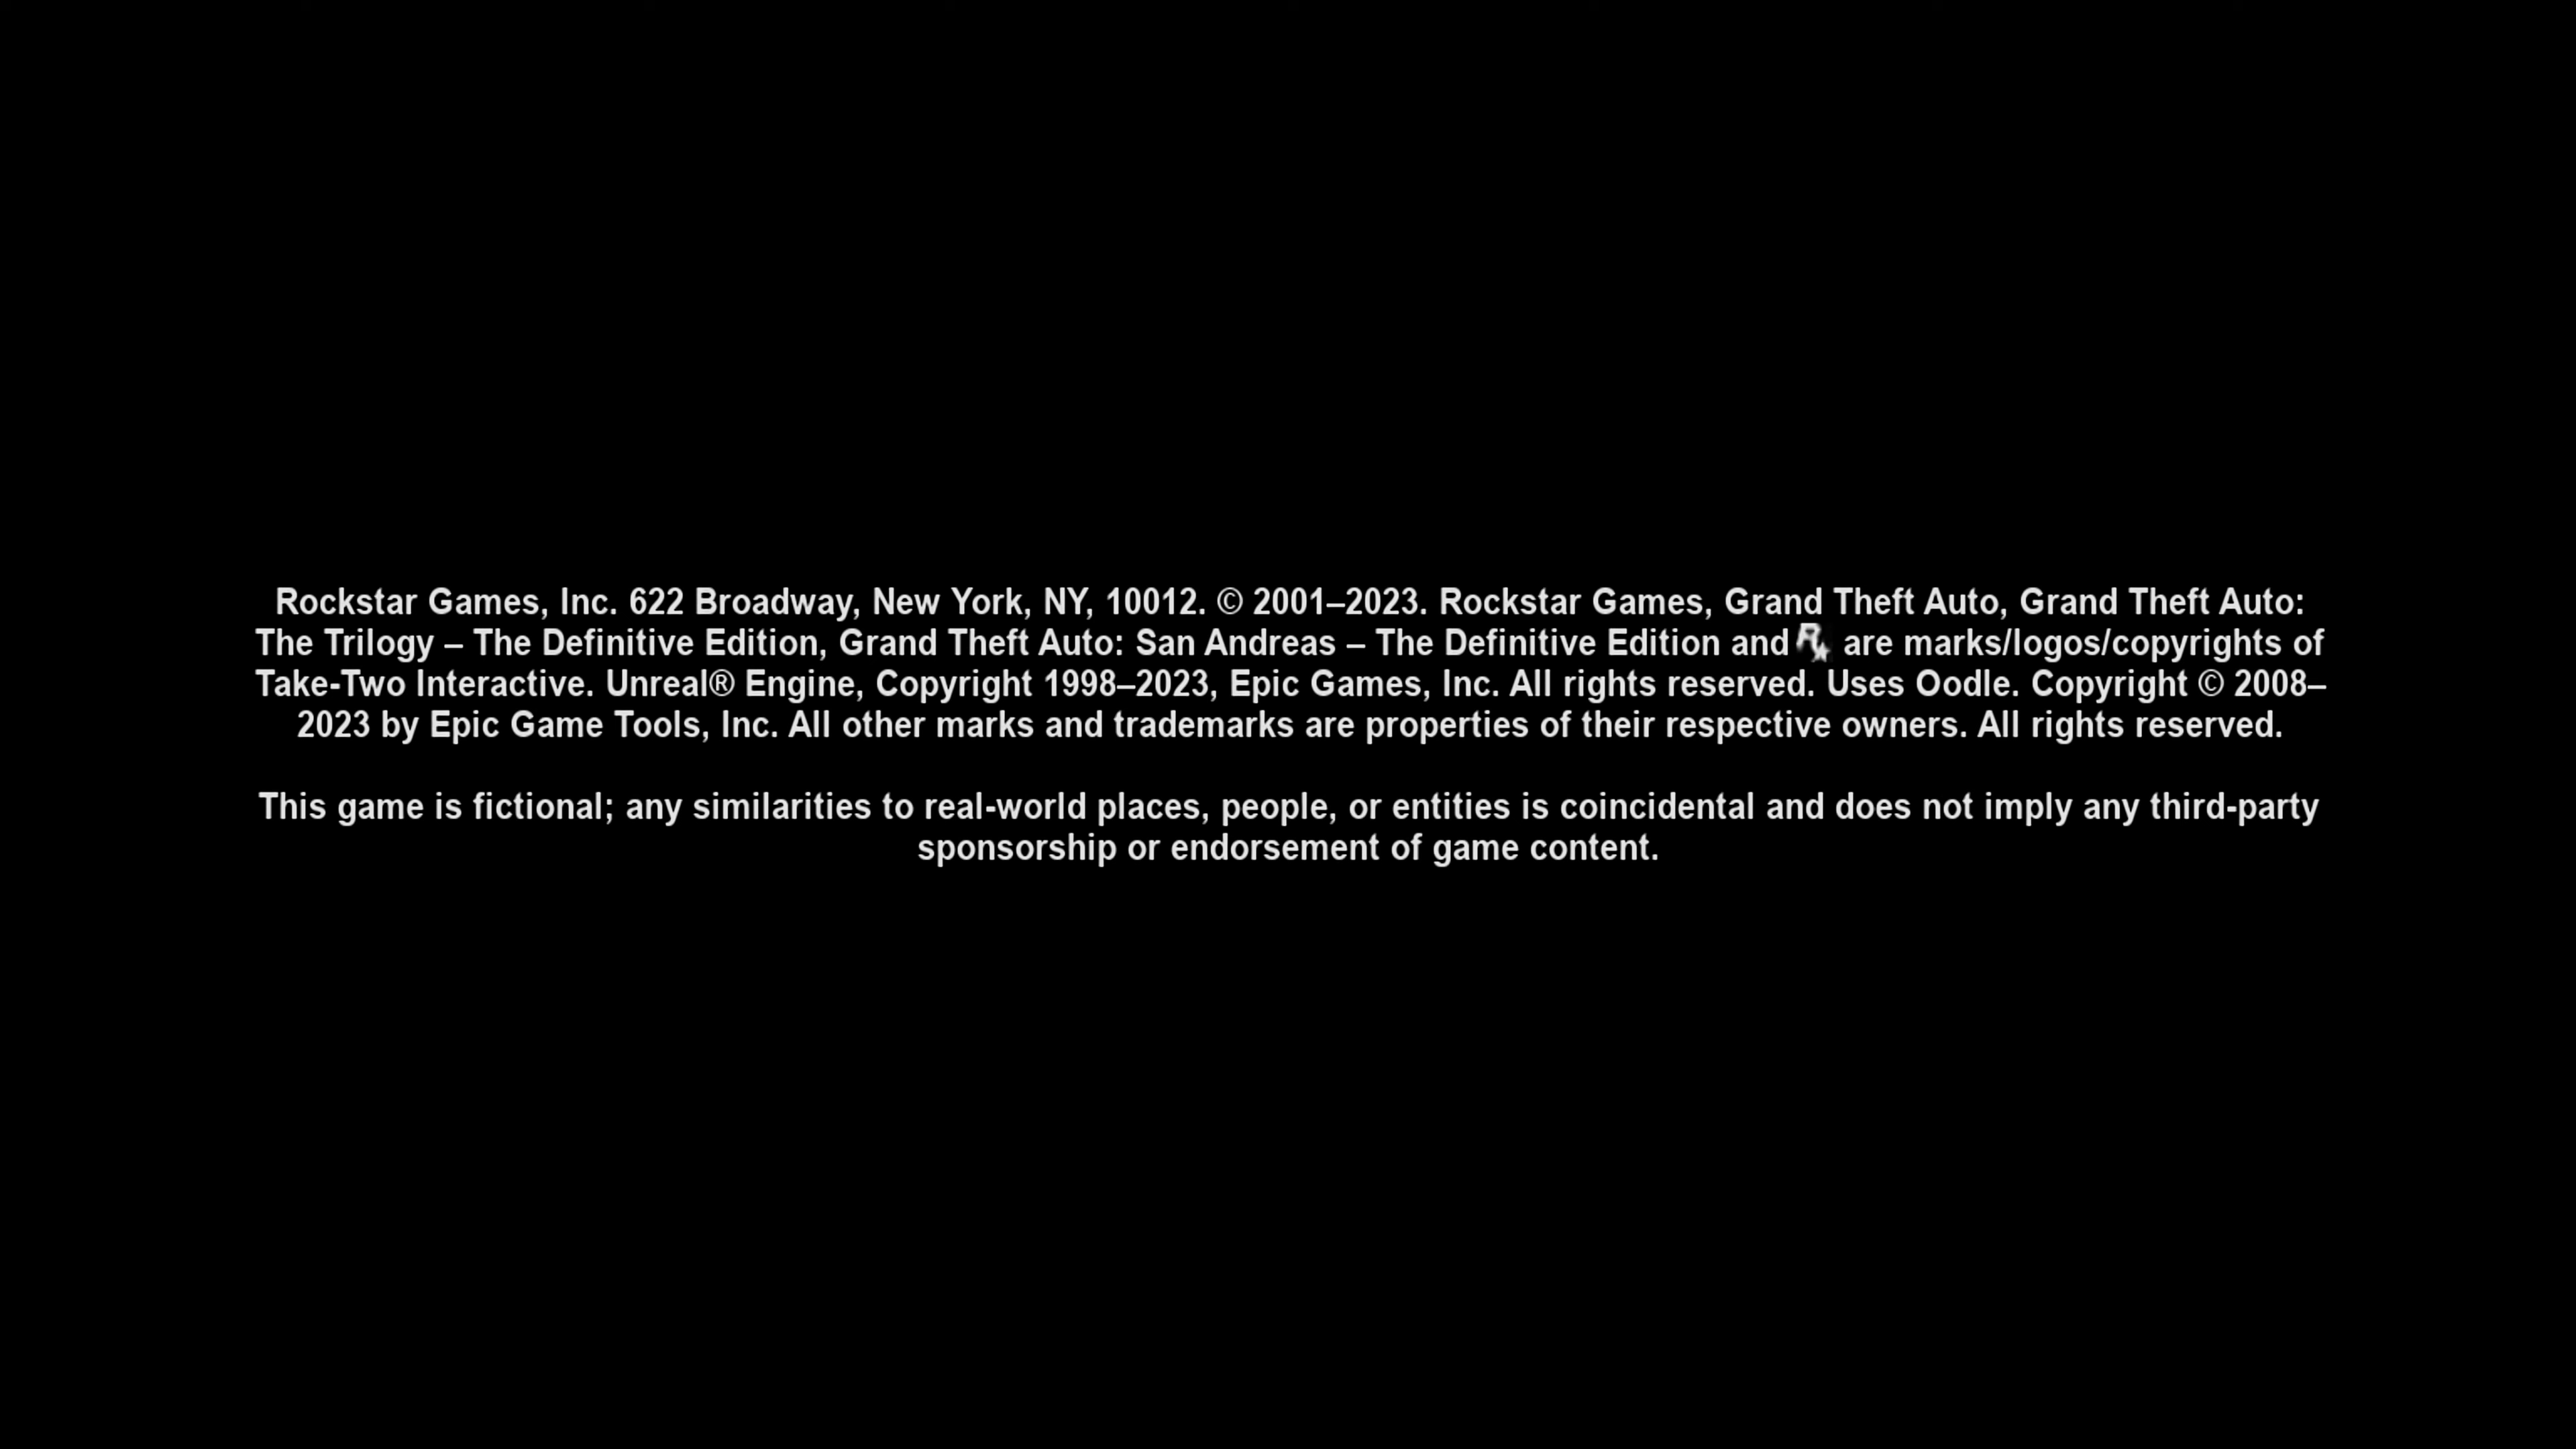 Rockstar Games, Inc. 622 Broadway, New York, NY, 10012. © 2001–2023. Rockstar Games, Grand Theft Auto, Grand Theft Auto:
The Trilogy – The Definitive Edition, Grand Theft Auto: San Andreas – The Definitive Edition and R★ are marks/logos/copyrights of
Take-Two Interactive. Unreal® Engine, Copyright 1998–2023, Epic Games, Inc. All rights reserved. Uses Oodle. Copyright © 2008–
2023 by Epic Game Tools, Inc. All other marks and trademarks are properties of their respective owners. All rights reserved.
This game is fictional; any similarities to real-world places, people, or entities is coincidental and does not imply any third-party
sponsorship or endorsement of game content.